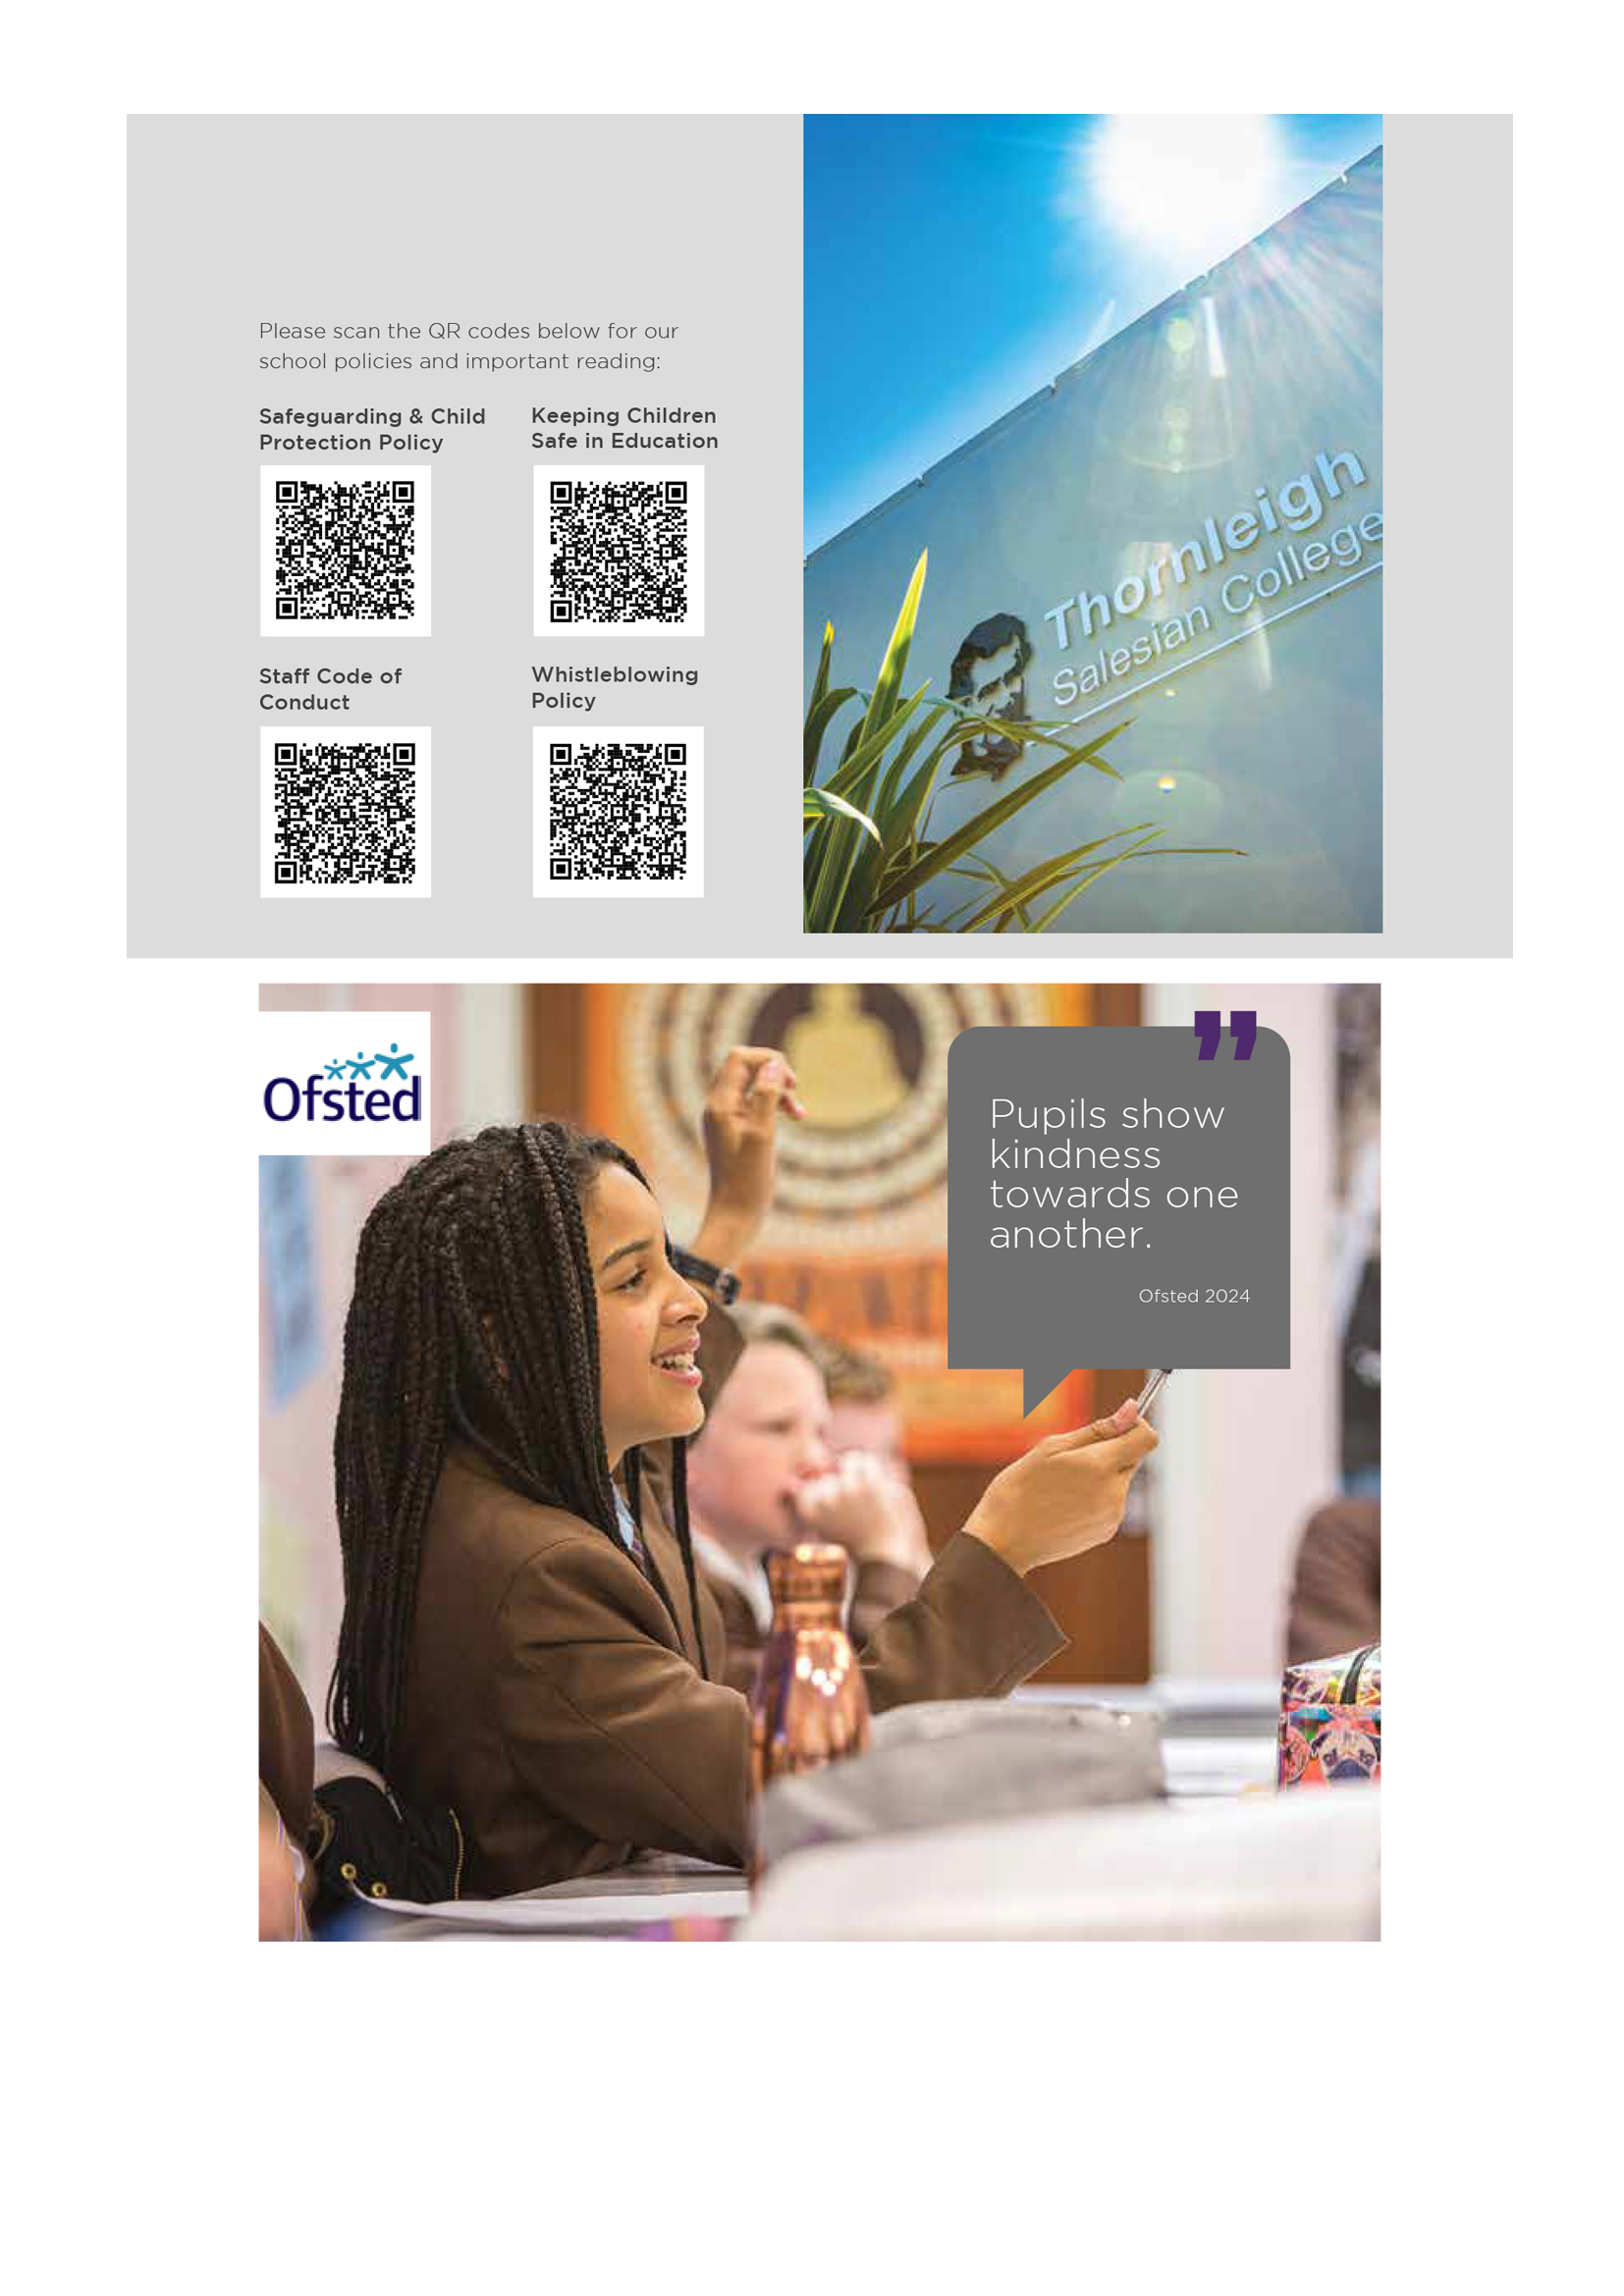 Please scan the QR codes below for our
school policies and important reading:
Safeguarding & Child
Protection Policy
Keeping Children
Safe in Education
Staff Code of
Conduct
Whistleblowing
Policy
Thornleigh
Salesian College
Ofsted
Pupils show
kindness
towards one
another.
Ofsted 2024